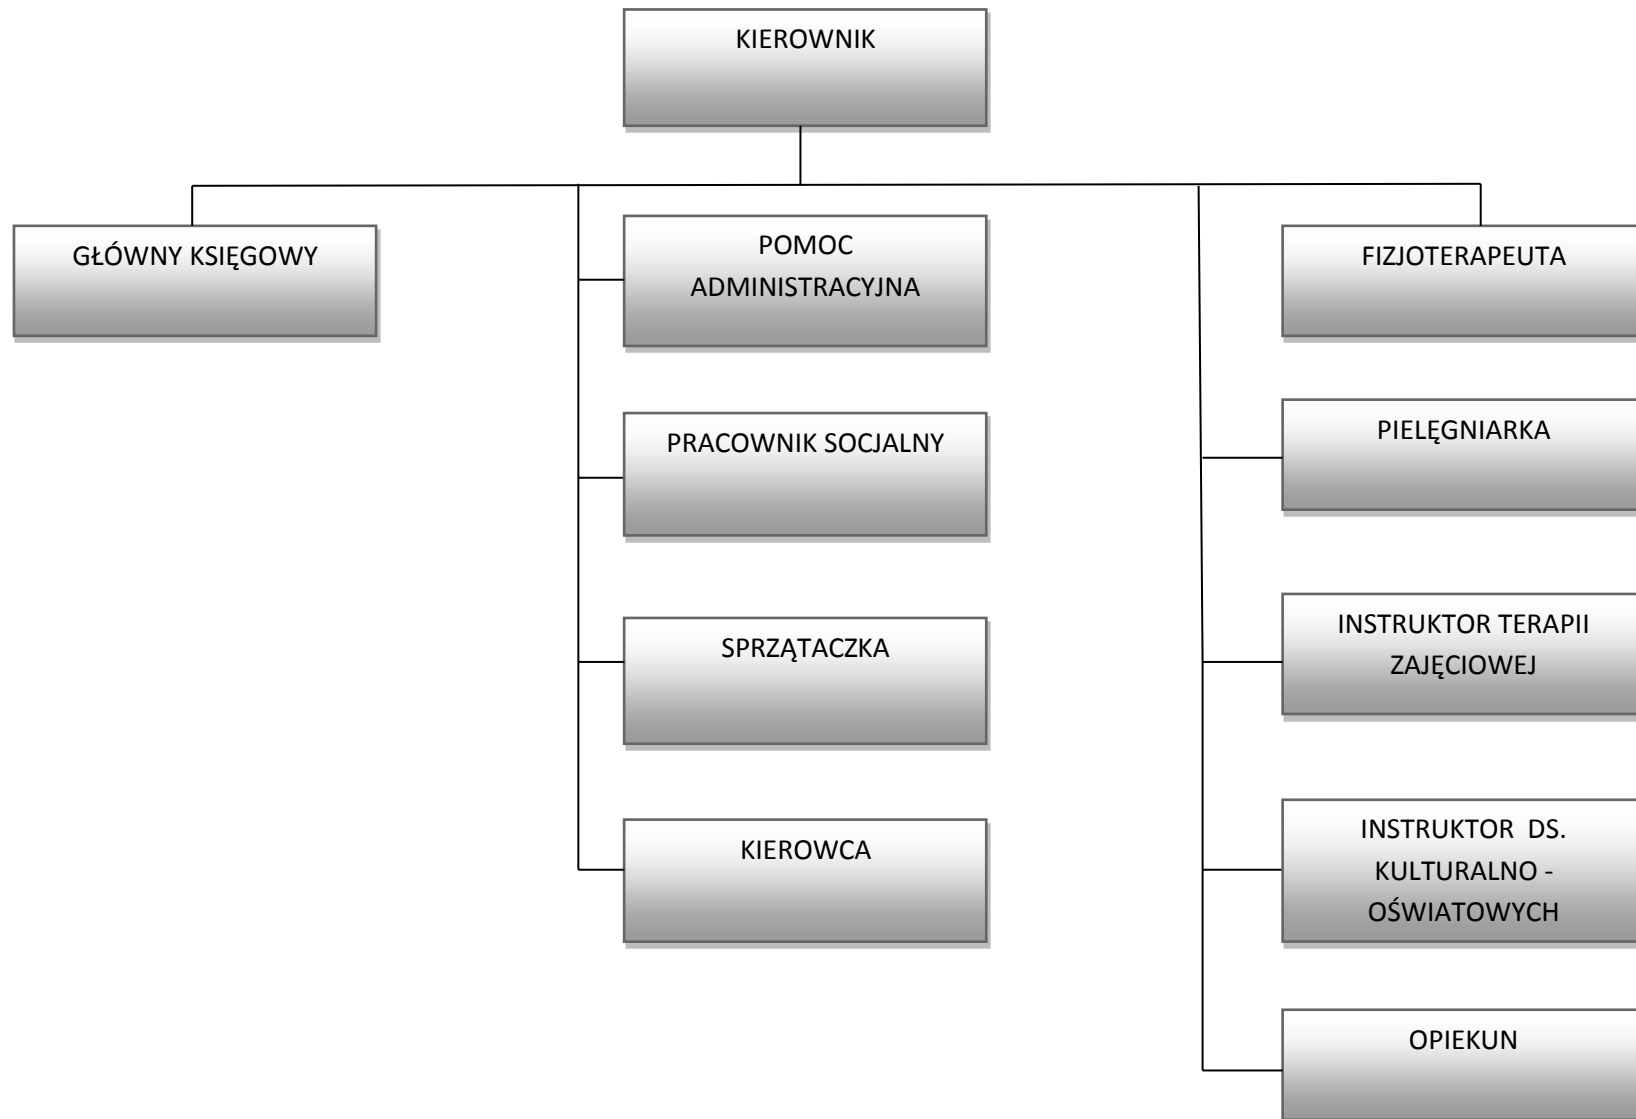 KIEROWNIK
GŁÓWNY KSIĘGOWY
POMOC
ADMINISTRACYJNA
PRACOWNIK SOCJALNY
SPRZĄTACZKA
KIEROWCA
FIZJOTERAPEUTA
PIELĘGNIARKA
INSTRUKTOR TERAPII
ZAJĘCIOWEJ
INSTRUKTOR  DS.
KULTURALNO -
OŚWIATOWYCH
OPIEKUN